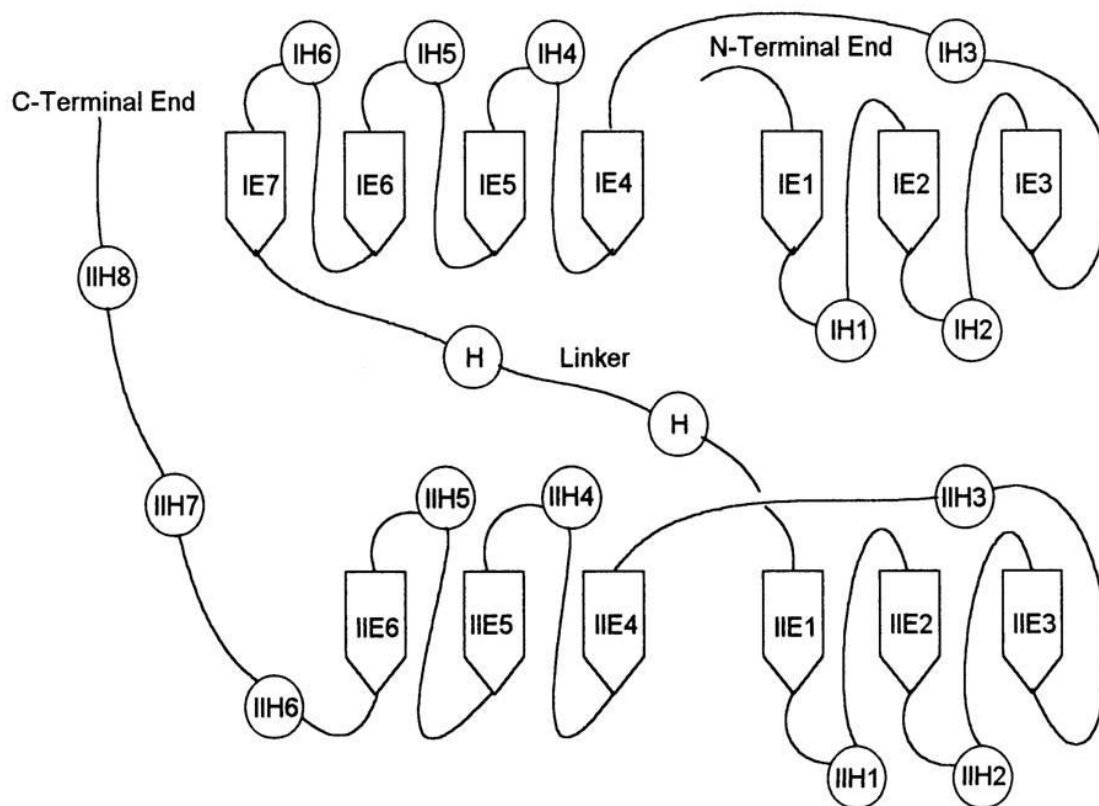 IH6 IH5 IH4 N-Terminal End IH3
C-Terminal End
IE7 IE6 IE5 IE4 IE1 IE2 IE3
IIH8
IH1 IH2
H Linker
H
IIH7 IIH5 IIH4 IIH3
IIE6 IIE5 IIE4 IIE1 IIE2 IIE3
IIH6
IIH1 IIH2